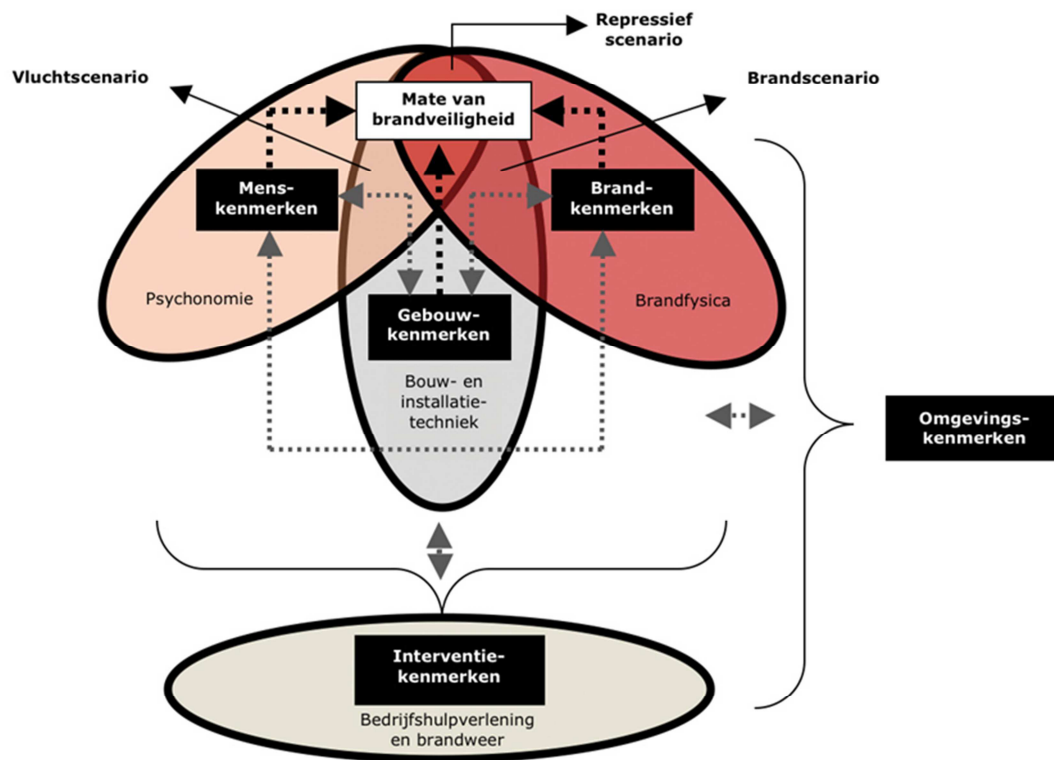 Repressief
scenario
Vluchtscenario
Brandscenario
Mate van
brandveiligheid
Mens-
kenmerken
Brand-
kenmerken
Psychonomie
Brandfysica
Gebouw-
kenmerken
Bouw- en
installatie-
techniek
Omgevings-
kenmerken
Interventie-
kenmerken
Bedrijfshulpverlening
en brandweer